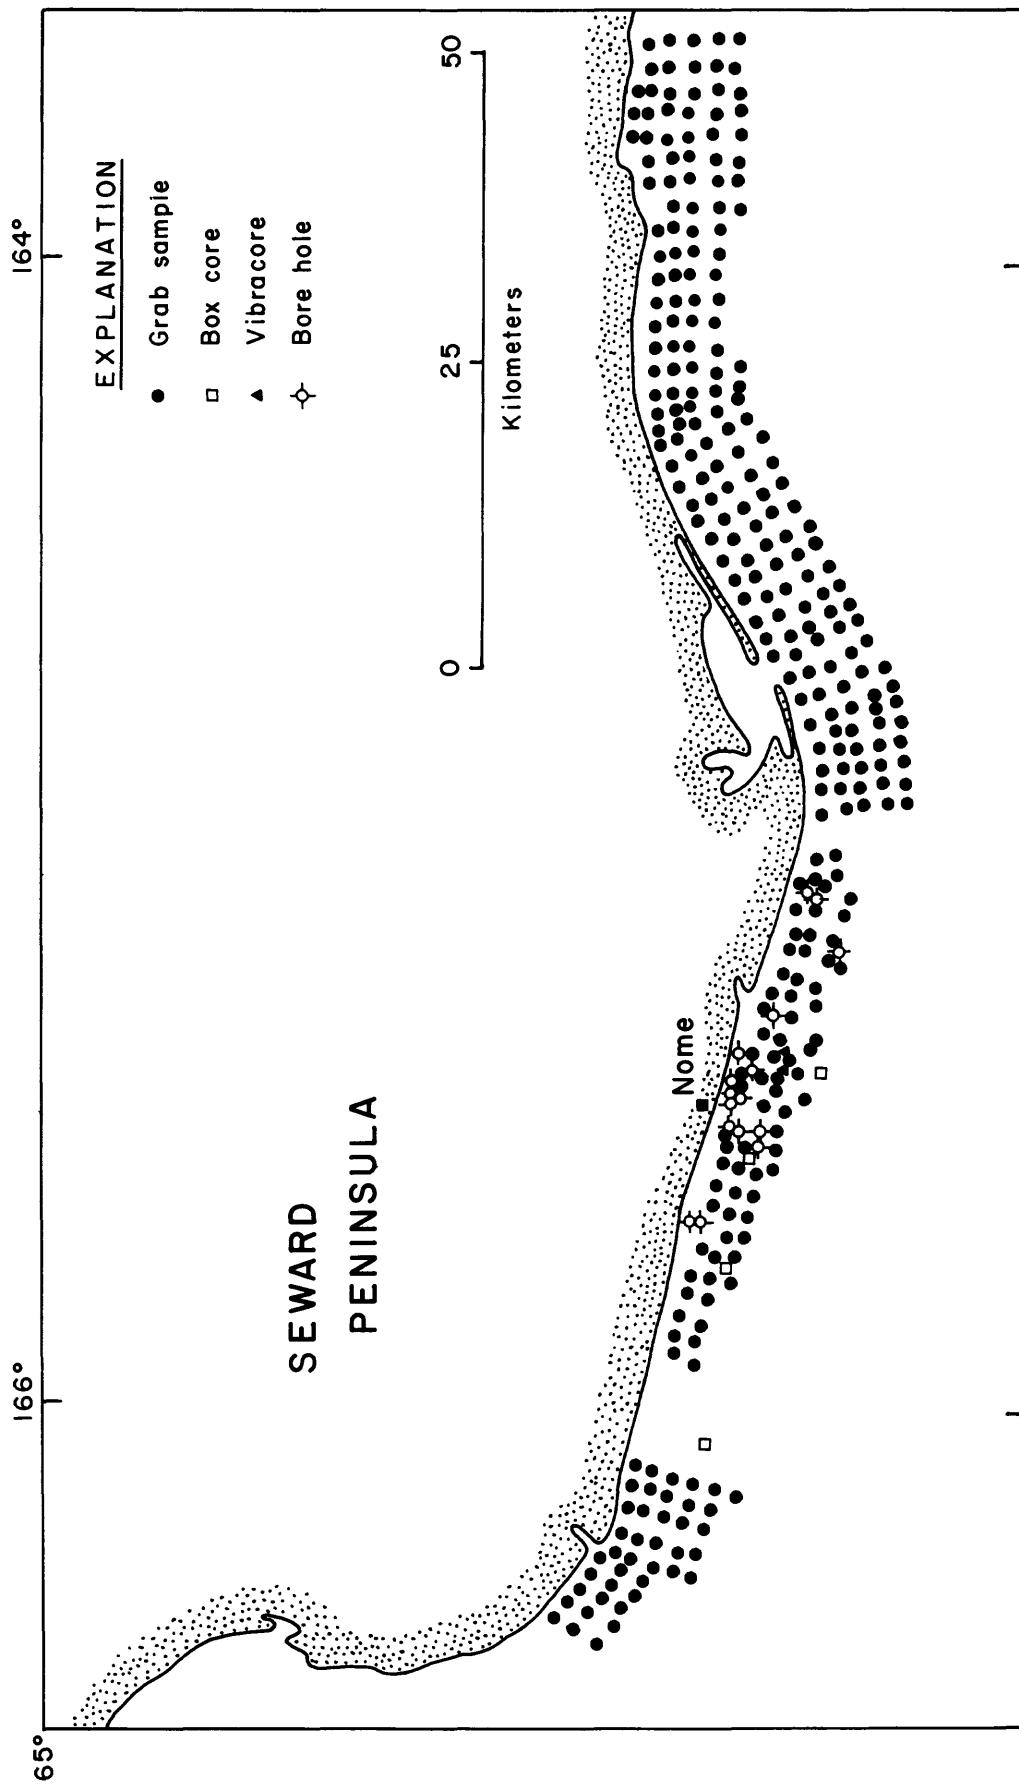 65°
166°
164°
SEWARD
PENINSULA
Nome
EXPLANATION
Grab sample
Box core
Vibracore
Bore hole
0 25 50
Kilometers